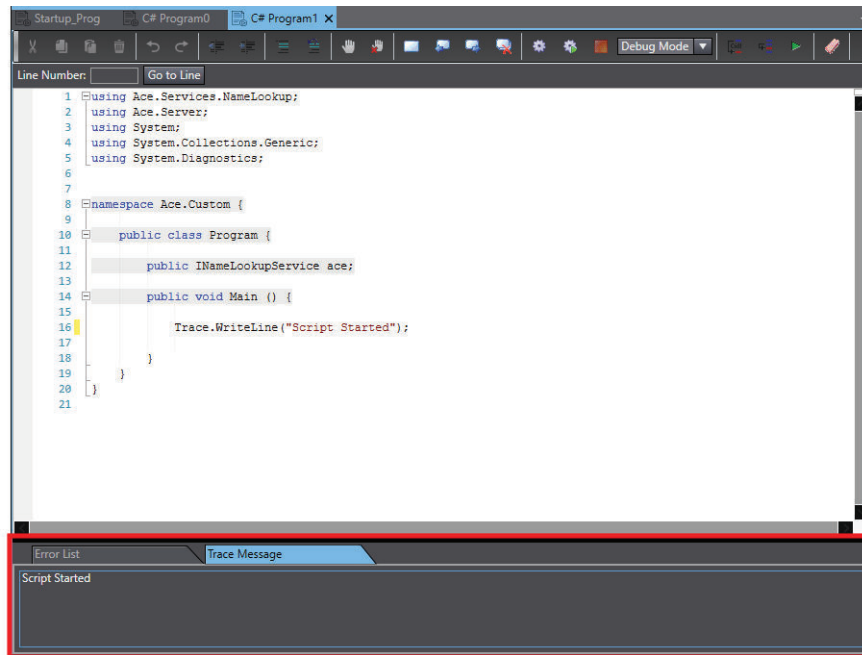 Startup_Prog C# Program0 C# Program1
Debug Mode
Line Number: Go to Line
1 using Ace.Services.NameLookup;
2 using Ace.Server;
3 using System;
4 using System.Collections.Generic;
5 using System.Diagnostics;
6
7
8 namespace Ace.Custom {
9
10 public class Program {
11
12 public INameLookupService ace;
13
14 public void Main () {
15
16 Trace.WriteLine("Script Started");
17
18 }
19 }
20 }
21
Error List Trace Message
Script Started